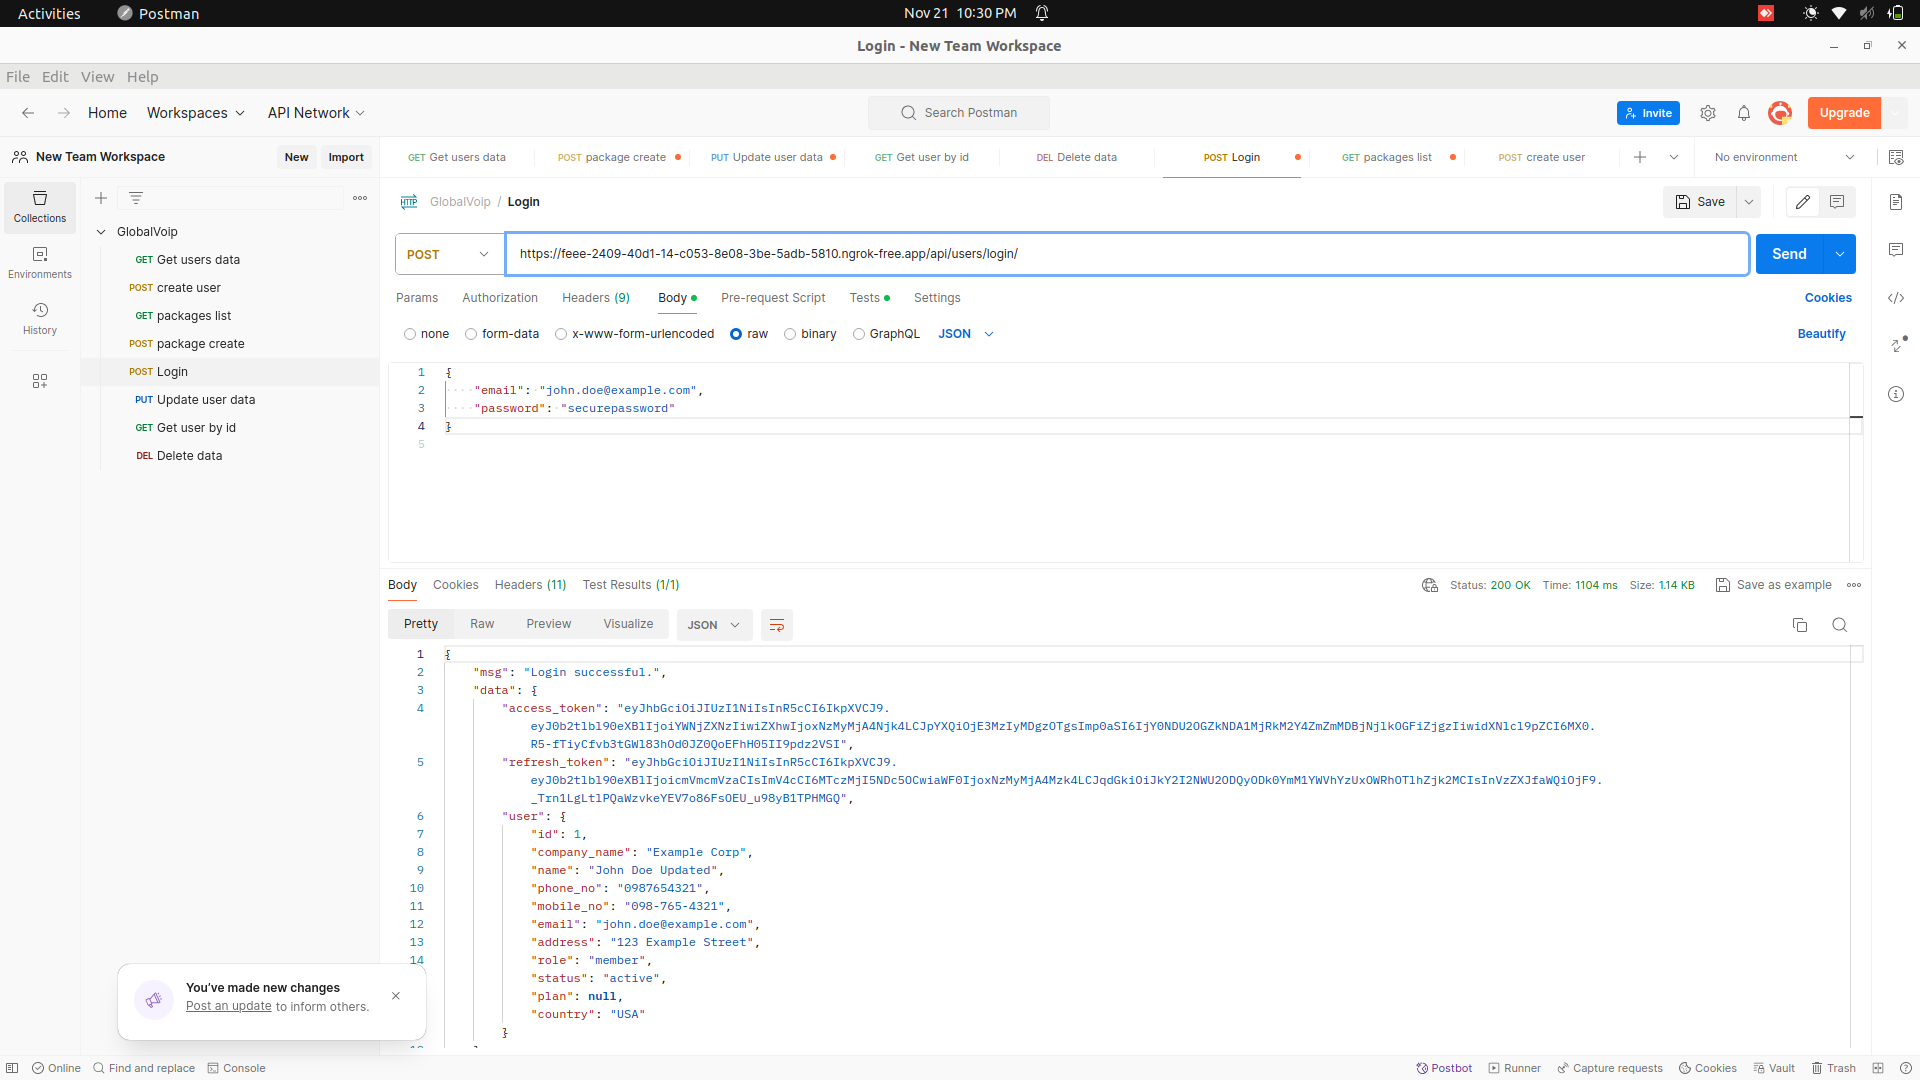 Activities
Postman
Nov 21 10:30 PM
Login - New Team Workspace
File Edit View Help
Home
Workspaces
API Network
Search Postman
Invite
Upgrade
New Team Workspace
New
Import
GET Get users data
POST package create
PUT Update user data
GET Get user by id
DEL Delete data
POST Login
GET packages list
POST create user
No environment
Collections
Environments
History
GlobalVoip
GET Get users data
POST create user
GET packages list
POST package create
POST Login
PUT Update user data
GET Get user by id
DEL Delete data
HTTP
GlobalVoip / Login
Save
POST
https://feee-2409-40d1-14-c053-8e08-3be-5adb-5810.ngrok-free.app/api/users/login/
Send
Params
Authorization
Headers (9)
Body
Pre-request Script
Tests
Settings
Cookies
none
form-data
x-www-form-urlencoded
raw
binary
GraphQL
JSON
Beautify
1 {
2 "email": "john.doe@example.com",
3 "password": "securepassword"
4 }
5
Body
Cookies
Headers (11)
Test Results (1/1)
Status: 200 OK
Time: 1104 ms
Size: 1.14 KB
Save as example
Pretty
Raw
Preview
Visualize
JSON
1 {
2 "msg": "Login successful.",
3 "data": {
4 "access_token": "eyJhbGciOiJIUzI1NiIsInR5cCI6IkpXVCJ9.
5 "refresh_token": "eyJhbGciOiJIUzI1NiIsInR5cCI6IkpXVCJ9.
6 "user": {
7 "id": 1,
8 "company_name": "Example Corp",
9 "name": "John Doe Updated",
10 "phone_no": "0987654321",
11 "mobile_no": "098-765-4321",
12 "email": "john.doe@example.com",
13 "address": "123 Example Street",
14 "role": "member",
"status": "active",
"plan": null,
"country": "USA"
}
You've made new changes
Post an update to inform others.
Online
Find and replace
Console
Postbot
Runner
Capture requests
Cookies
Vault
Trash